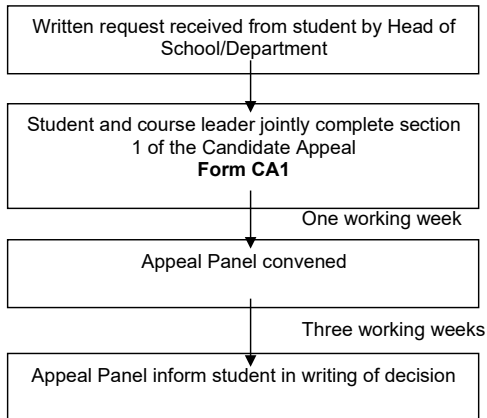 Written request received from student by Head of
School/Department
Student and course leader jointly complete section
1 of the Candidate Appeal
Form CA1
One working week
Appeal Panel convened
Three working weeks
Appeal Panel inform student in writing of decision